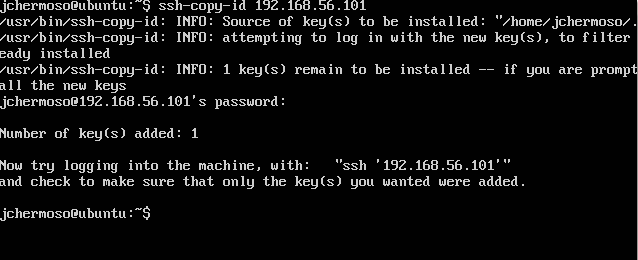 jchermoso@ubuntu:~$ ssh-copy-id 192.168.56.101
/usr/bin/ssh-copy-id: INFO: Source of key(s) to be installed: "/home/jchermoso/.
/usr/bin/ssh-copy-id: INFO: attempting to log in with the new key(s), to filter
eady installed
/usr/bin/ssh-copy-id: INFO: 1 key(s) remain to be installed -- if you are prompt
all the new keys
jchermoso@192.168.56.101's password:
Number of key(s) added: 1
Now try logging into the machine, with:   "ssh '192.168.56.101'"
and check to make sure that only the key(s) you wanted were added.
jchermoso@ubuntu:~$